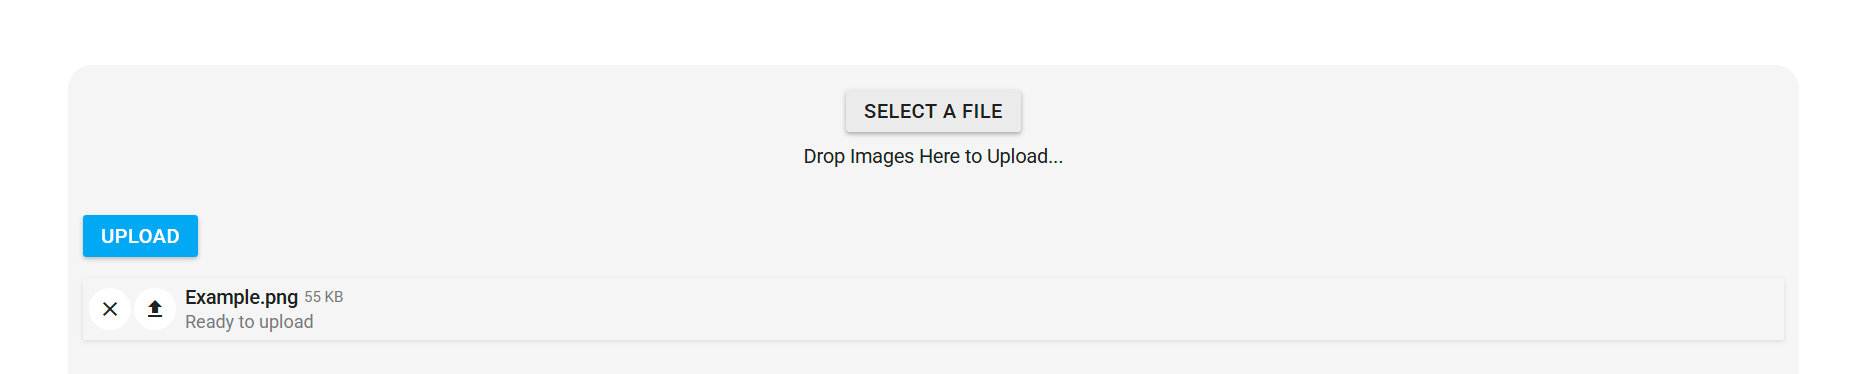 SELECT A FILE
Drop Images Here to Upload...
UPLOAD
Example.png 55 KB
Ready to upload